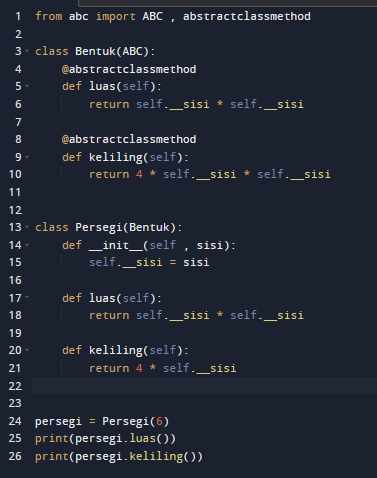 1 from abc import ABC , abstractclassmethod
2
3 class Bentuk(ABC):
4     @abstractclassmethod
5     def luas(self):
6         return self.__sisi * self.__sisi
7
8     @abstractclassmethod
9     def keliling(self):
10         return 4 * self.__sisi * self.__sisi
11
12
13 class Persegi(Bentuk):
14     def __init__(self , sisi):
15         self.__sisi = sisi
16
17     def luas(self):
18         return self.__sisi * self.__sisi
19
20     def keliling(self):
21         return 4 * self.__sisi
22
23
24 persegi = Persegi(6)
25 print(persegi.luas())
26 print(persegi.keliling())